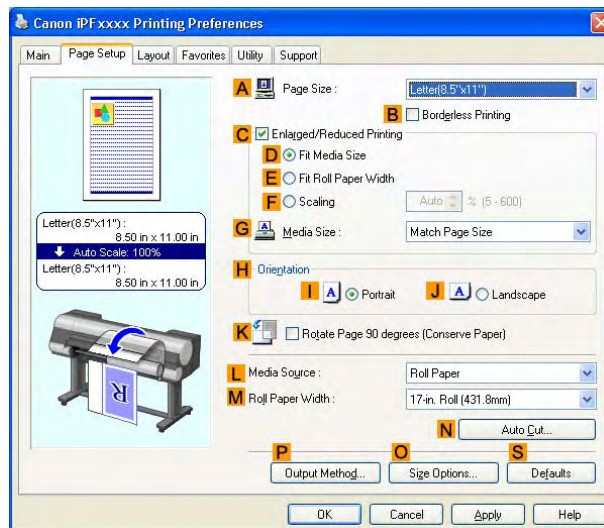 Canon iPFxxxx Printing Preferences
Main Page Setup Layout Favorites Utility Support
A Page Size : Letter(8.5"x11")
B Borderless Printing
C Enlarged/Reduced Printing
D Fit Media Size
E Fit Roll Paper Width
F Scaling Auto % (5 - 600)
G Media Size : Match Page Size
Letter(8.5"x11") :
8.50 in x 11.00 in
Auto Scale: 100%
Letter(8.5"x11") :
8.50 in x 11.00 in
H Orientation
I A Portrait J A Landscape
K Rotate Page 90 degrees (Conserve Paper)
R
L Media Source : Roll Paper
M Roll Paper Width : 17-in. Roll (431.8mm)
N Auto Cut...
P O S
Output Method... Size Options... Defaults
OK Cancel Apply Help